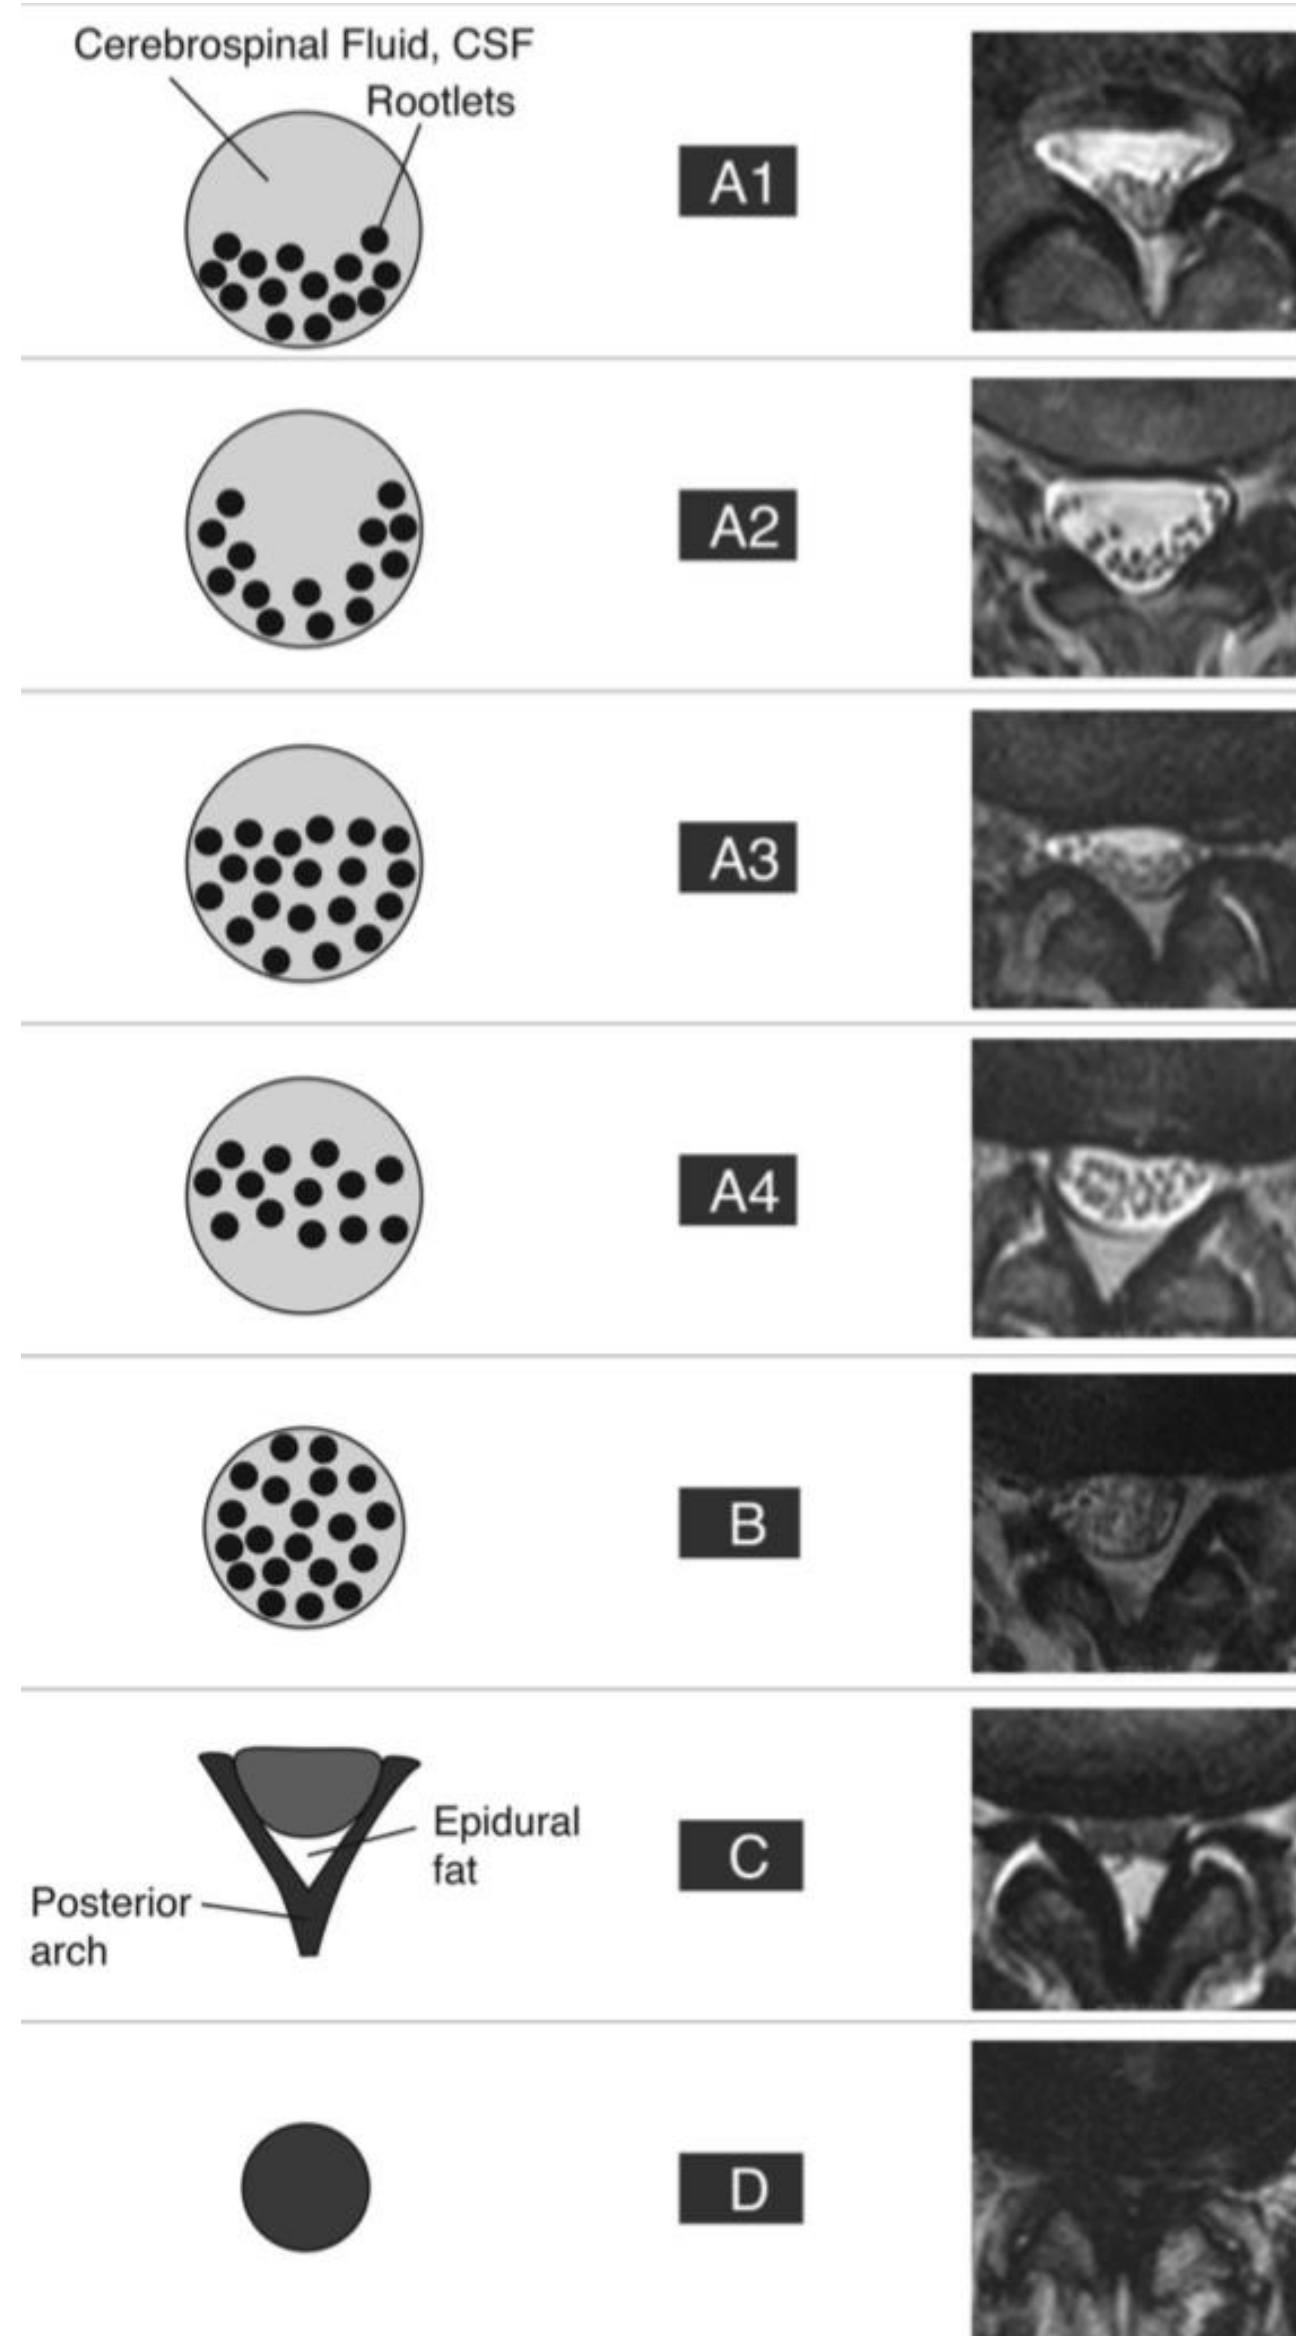 Cerebrospinal Fluid, CSF
Rootlets
A1
A2
A3
A4
B
C
Epidural
fat
Posterior
arch
D